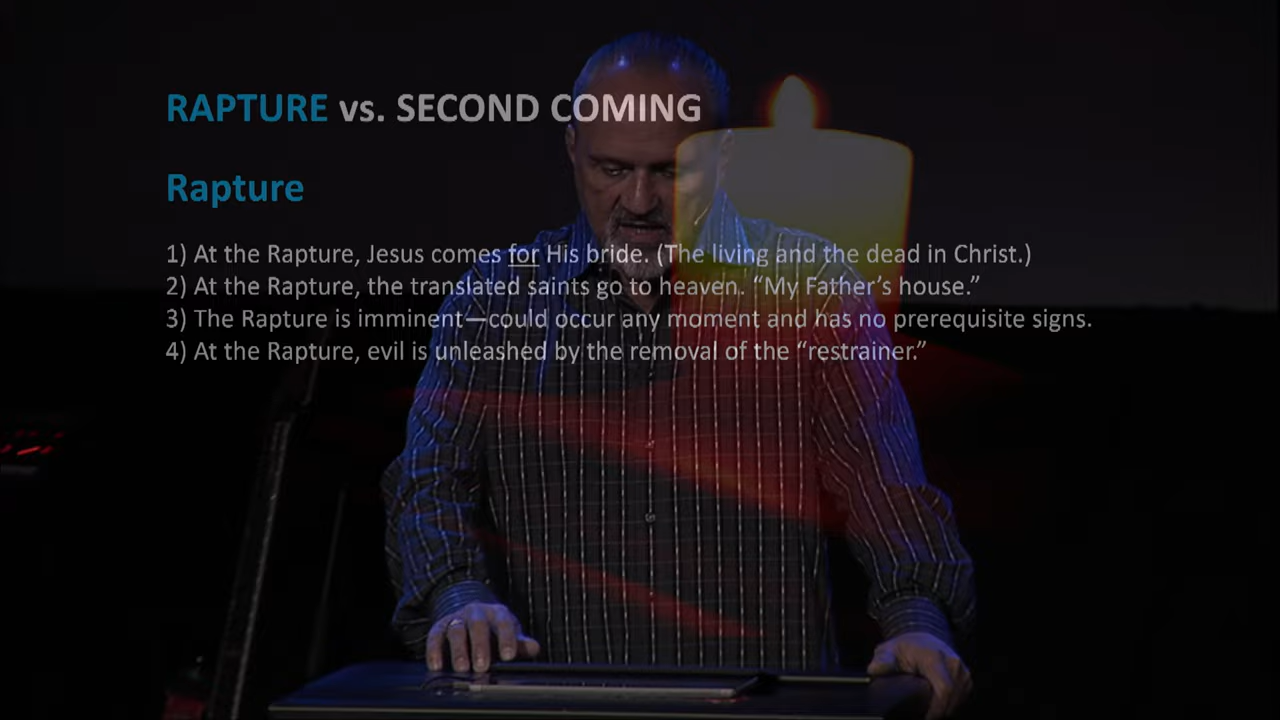 RAPTURE vs. SECOND COMING
Rapture
1) At the Rapture, Jesus comes for His bride. (The living and the dead in Christ.)
2) At the Rapture, the translated saints go to heaven. “My Father’s house.”
3) The Rapture is imminent—could occur any moment and has no prerequisite signs.
4) At the Rapture, evil is unleashed by the removal of the “restrainer.”